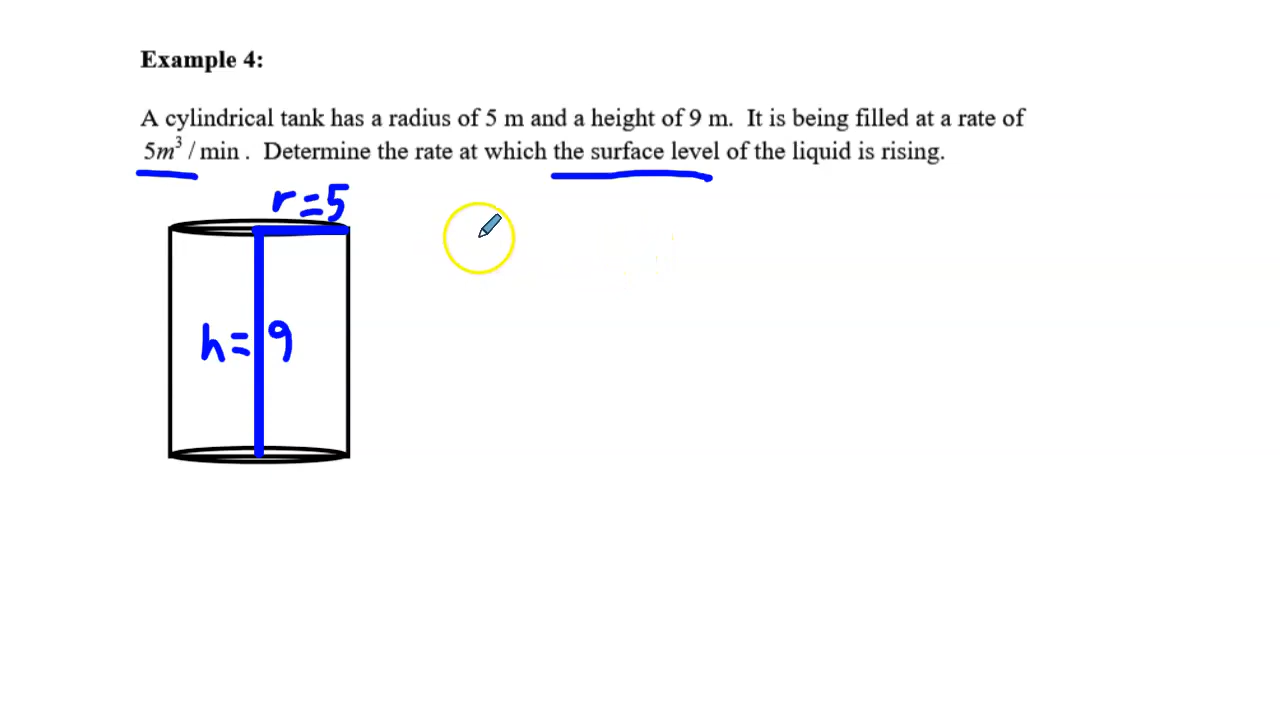 Example 4:
A cylindrical tank has a radius of 5 m and a height of 9 m. It is being filled at a rate of
5m³ / min . Determine the rate at which the surface level of the liquid is rising.
r=5
h=9